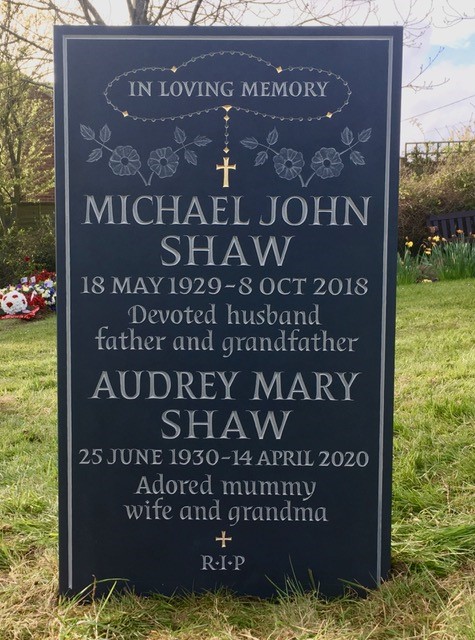 IN LOVING MEMORY
MICHAEL JOHN
SHAW
18 MAY 1929-8 OCT 2018
Devoted husband
father and grandfather
AUDREY MARY
SHAW
25 JUNE 1930-14 APRIL 2020
Adored mummy
wife and grandma
R·I·P